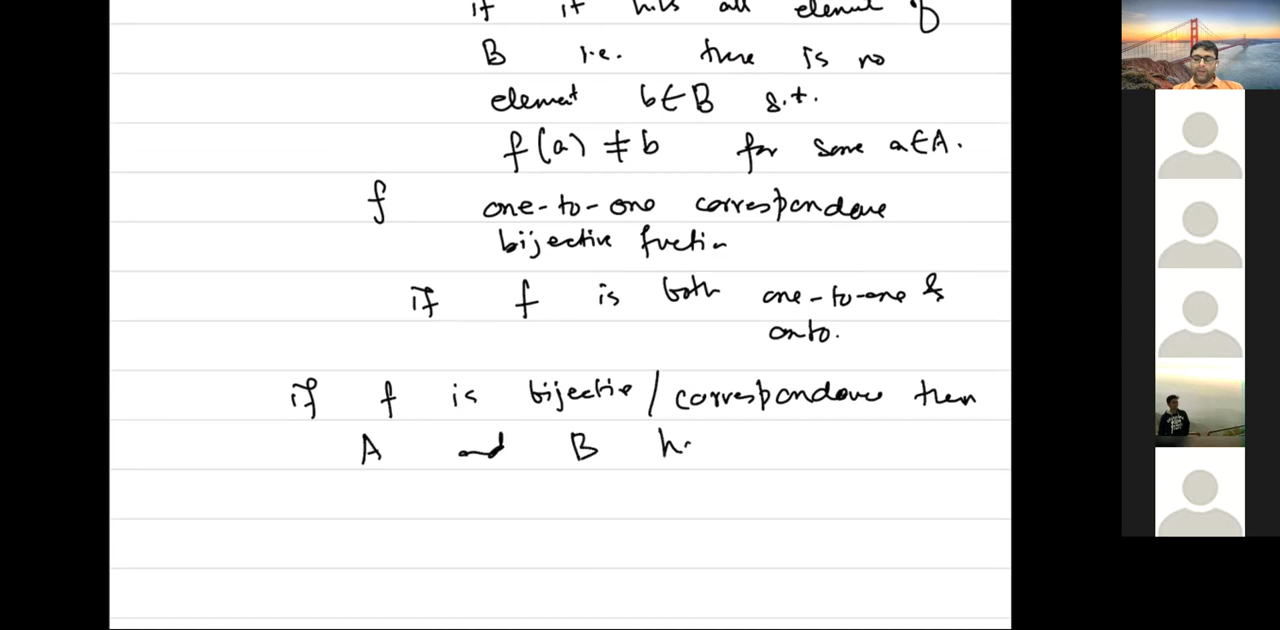 if it hits all element of
B i.e. there is no
element b∈B s.t.
f(a) ≠ b for some a∈A.
f one-to-one correspondence
bijective function
if f is both one-to-one &
onto.
if f is bijective / correspondence then
A and B h